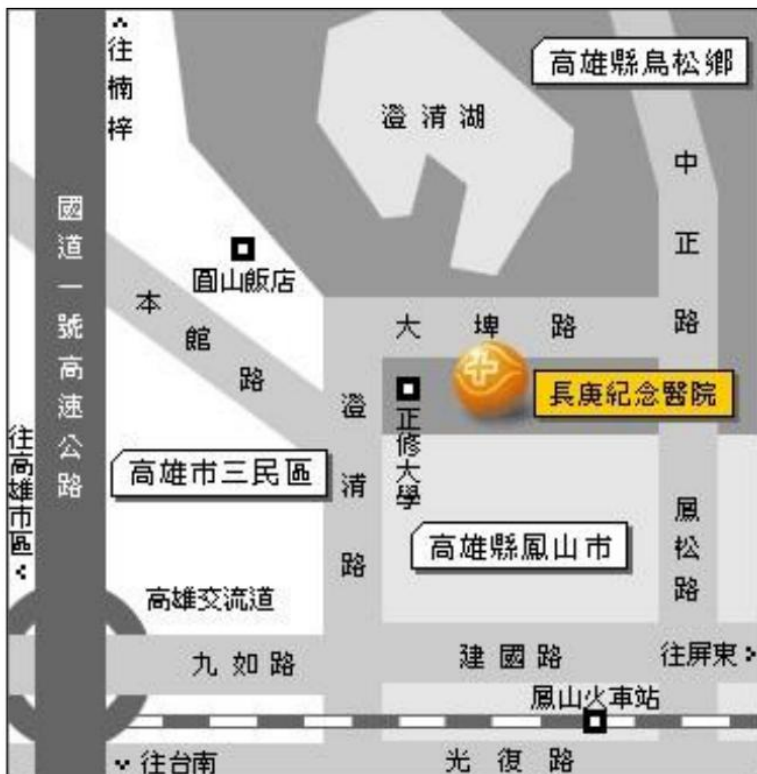 往楠梓
高雄縣鳥松鄉
澄清湖
中正路
國道一號高速公路
圓山飯店
本館路
大埤路
長庚紀念醫院
正修大學
澄清路
往高雄市區
高雄市三民區
高雄縣鳳山市
鳳松路
高雄交流道
九如路
建國路
往屏東
鳳山火車站
往台南
光復路